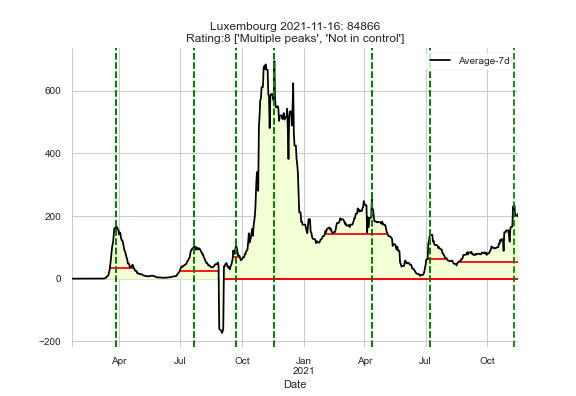 Luxembourg 2021-11-16: 84866
Rating:8 ['Multiple peaks', 'Not in control']
Average-7d
600
400
200
0
−200
Apr
Jul
Oct
Jan
2021
Apr
Jul
Oct
Date